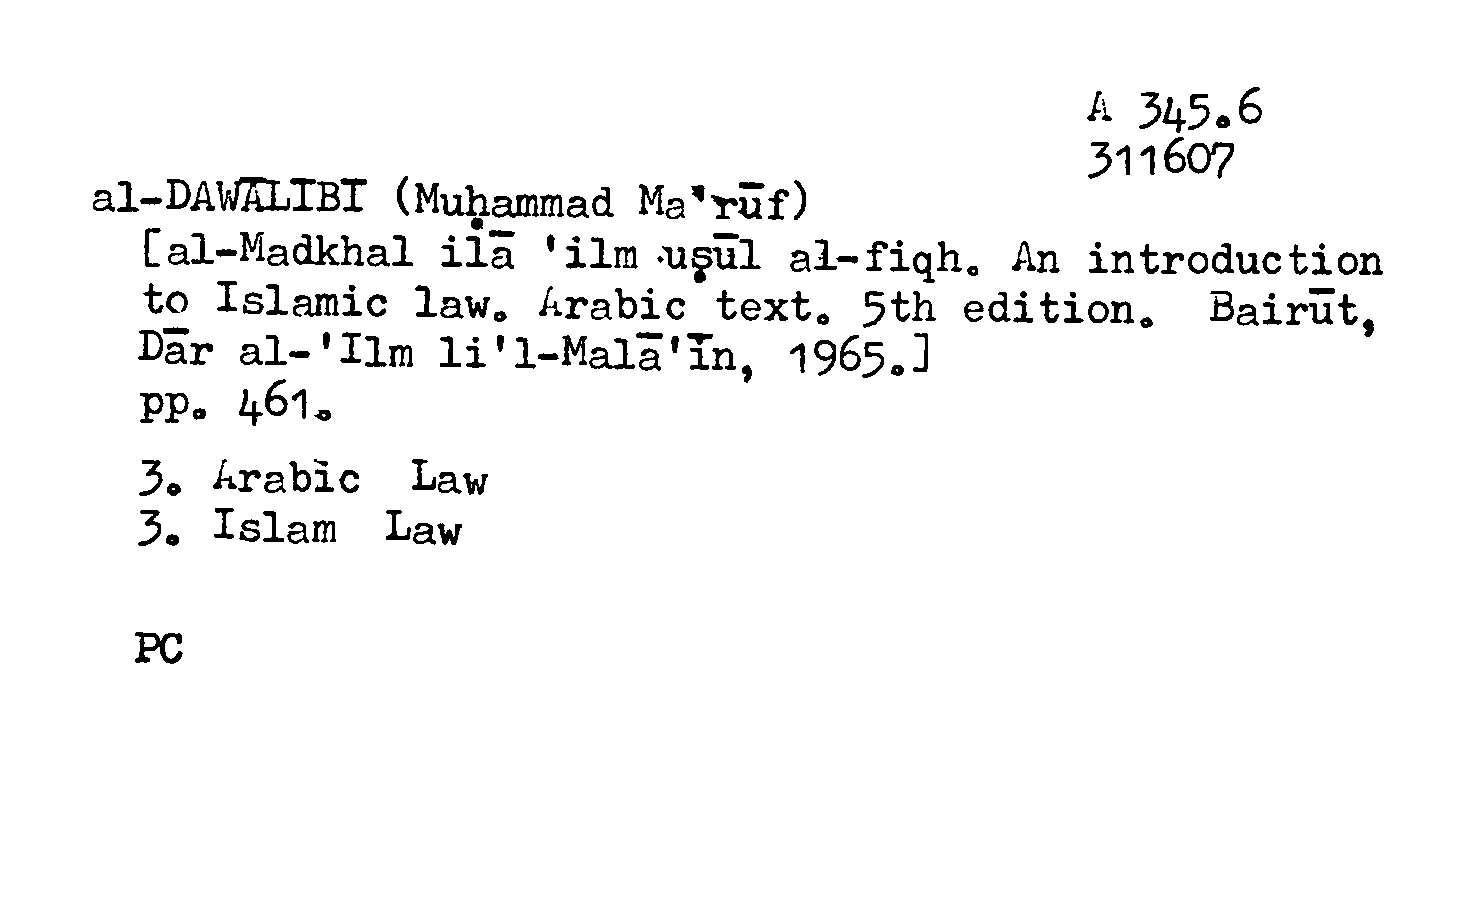 A 345.6
311607
al-DAWĀLĪBĪ (Muḥammad Ma'rūf)
[al-Madkhal ilā 'ilm uṣūl al-fiqh. An introduction
to Islamic law. Arabic text. 5th edition. Bairūt,
Dār al-'Ilm li'l-Malā'īn, 1965.]
pp. 461.
3. Arabic Law
3. Islam Law
PC